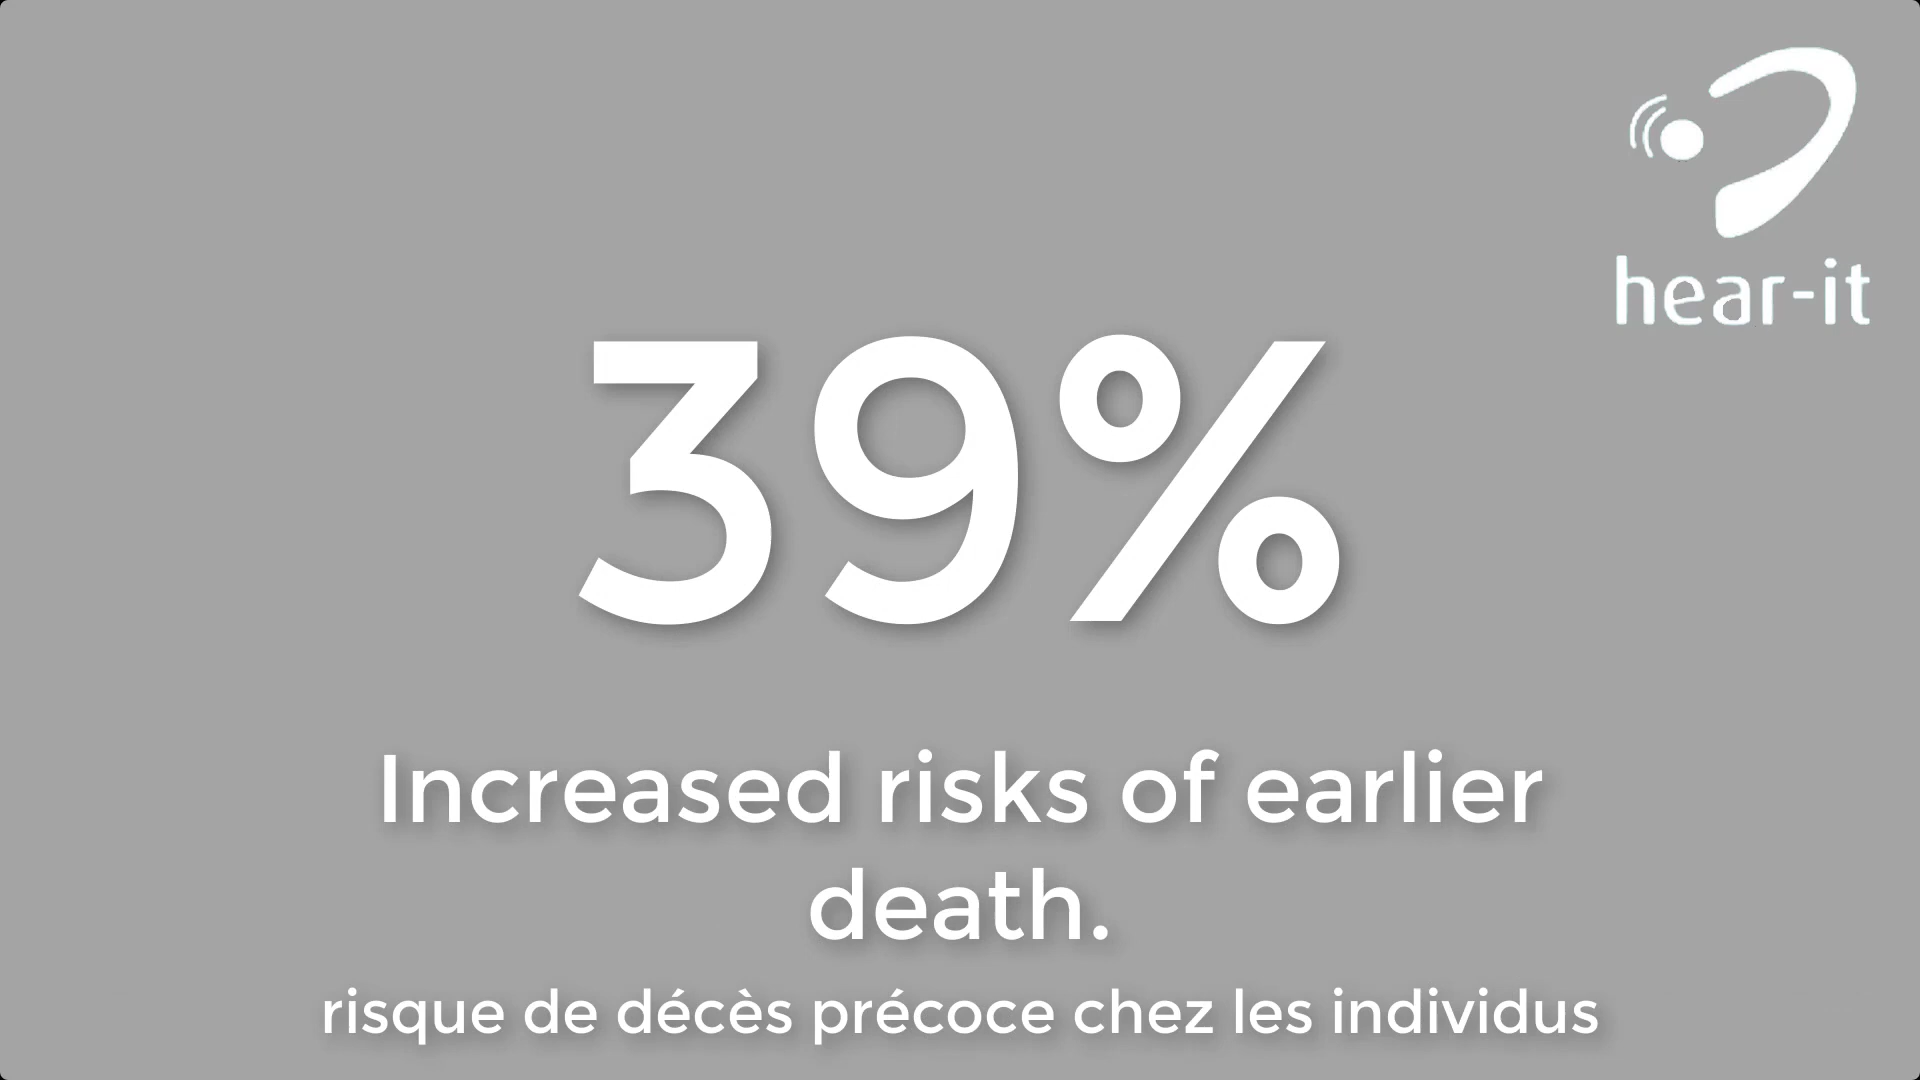 hear-it
39%
Increased risks of earlier
death.
risque de décès précoce chez les individus